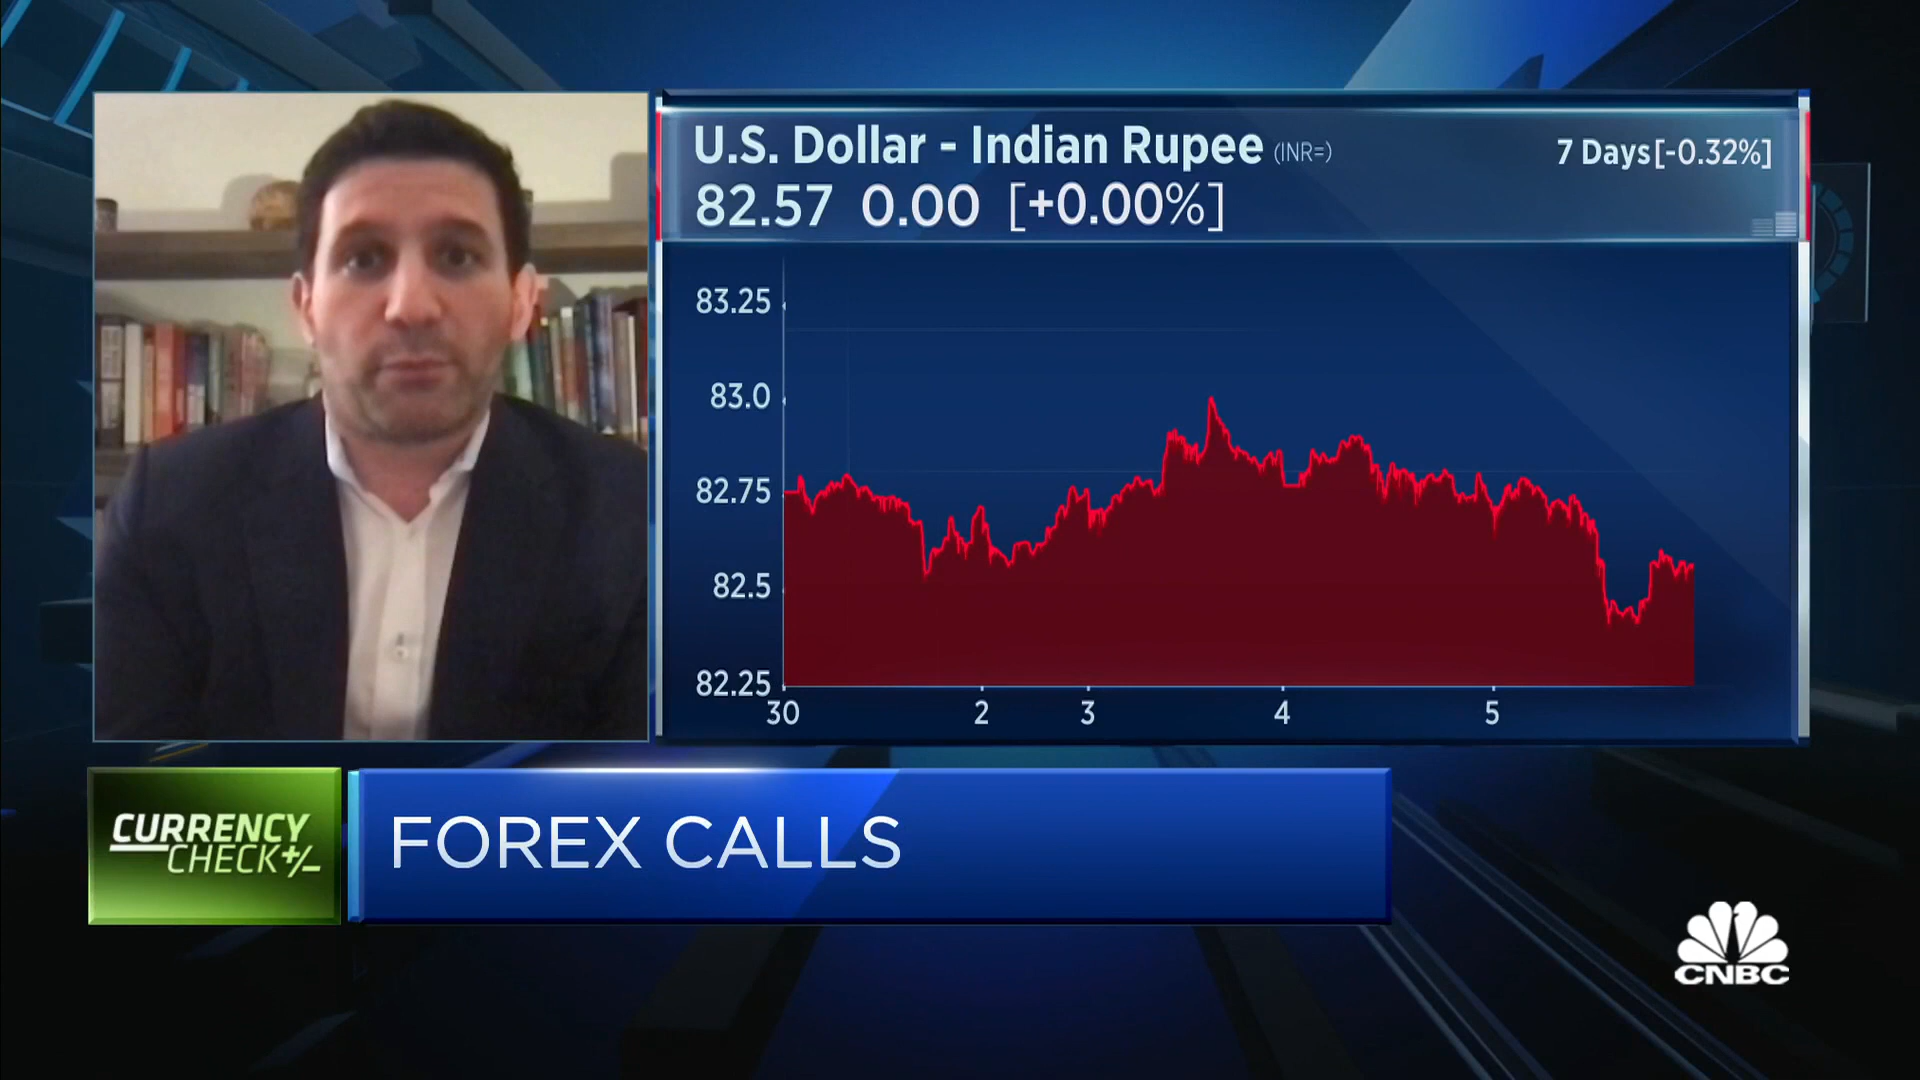 U.S. Dollar - Indian Rupee (INR=)
7 Days [-0.32%]
82.57 0.00 [+0.00%]
83.25
83.0
82.75
82.5
82.25
30 2 3 4 5
CURRENCY
CHECK+/-
FOREX CALLS
CNBC